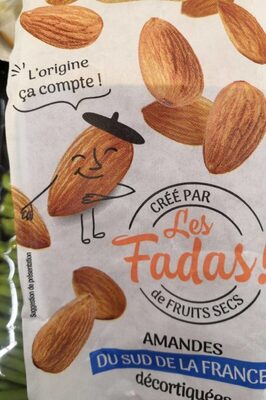 L'origine
ça compte !
CRÉÉ PAR
Les
Fadas !
de FRUITS SECS
Suggestion de présentation
AMANDES
DU SUD DE LA FRANCE
décortiquées